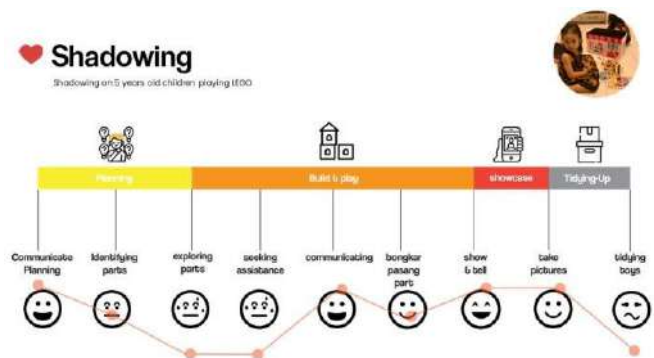 Shadowing
Shadowing on 5 years old children playing LEGO
Planning
Build & play
showcase
Tidying-Up
Communicate
Planning
Identifying
parts
exploring
parts
seeking
assistance
communicating
bongkar
pasang
part
show
& tell
take
pictures
tidying
toys